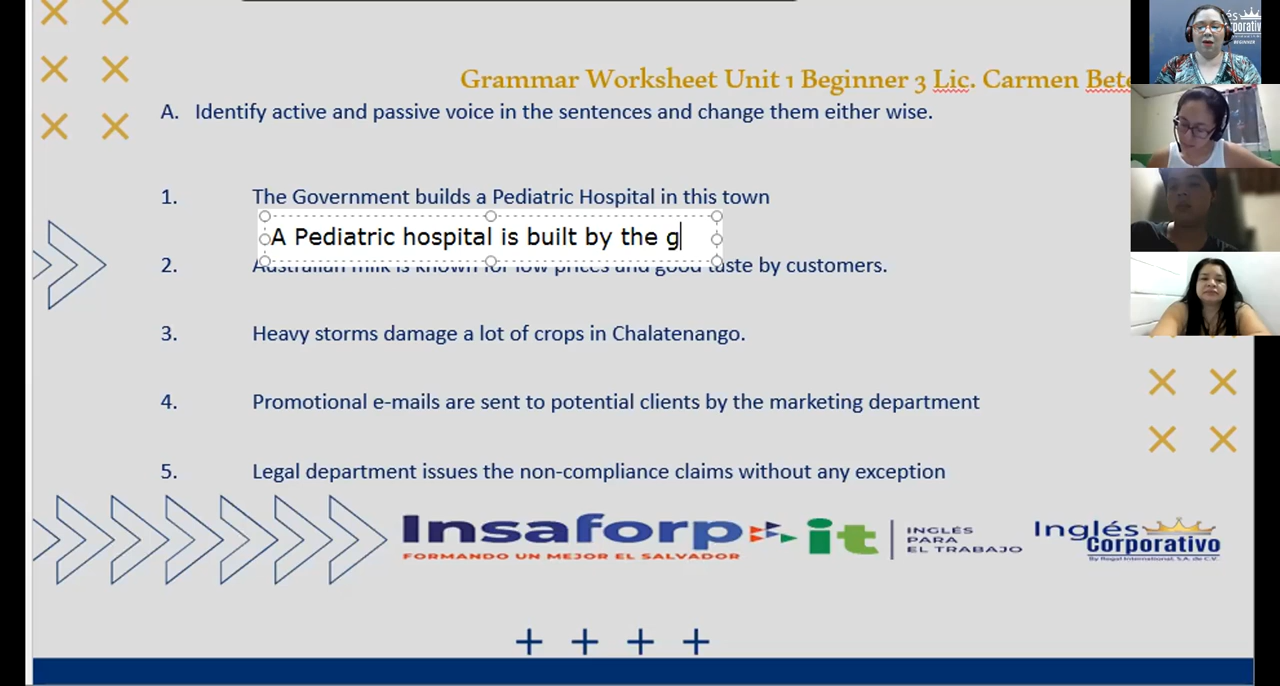 Grammar Worksheet Unit 1 Beginner 3 Lic. Carmen Bete
A. Identify active and passive voice in the sentences and change them either wise.
1. The Government builds a Pediatric Hospital in this town
A Pediatric hospital is built by the g
2. Australian milk is known for low prices and good taste by customers.
3. Heavy storms damage a lot of crops in Chalatenango.
4. Promotional e-mails are sent to potential clients by the marketing department
5. Legal department issues the non-compliance claims without any exception
Insaforp
FORMANDO UN MEJOR EL SALVADOR
it
INGLÉS
PARA
EL TRABAJO
Inglés
Corporativo
By Regal International, S.A. de C.V.
és
porativo
BEGINNER